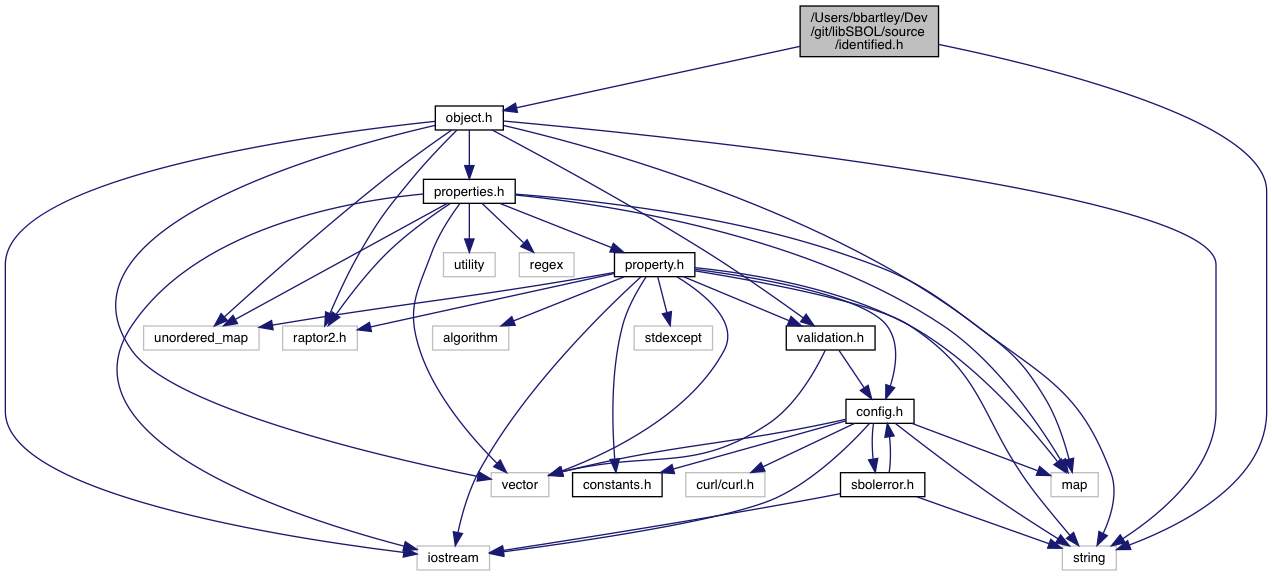 /Users/bbartley/Dev
/git/libSBOL/source
/identified.h
object.h
properties.h
utility
regex
property.h
unordered_map
raptor2.h
algorithm
stdexcept
validation.h
config.h
vector
constants.h
curl/curl.h
sbolerror.h
map
iostream
string